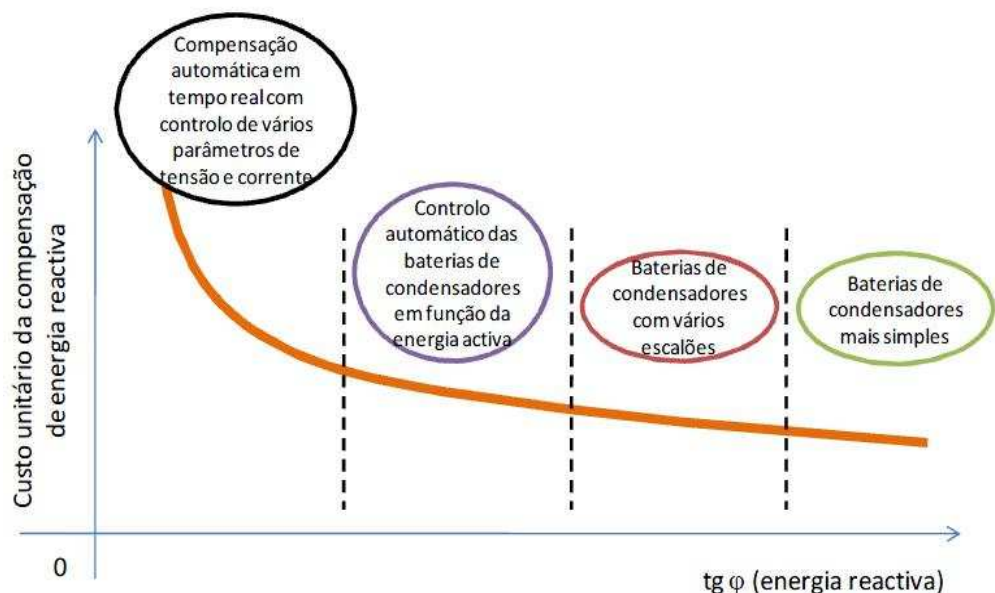 Compensação
automática em
tempo real com
controlo de vários
parâmetros de
tensão e corrente
Controlo
automático das
baterias de
condensadores
em função da
energia activa
Baterias de
condensadores
com vários
escalões
Baterias de
condensadores
mais simples
Custo unitário da compensação
de energia reactiva
0
tg φ (energia reactiva)